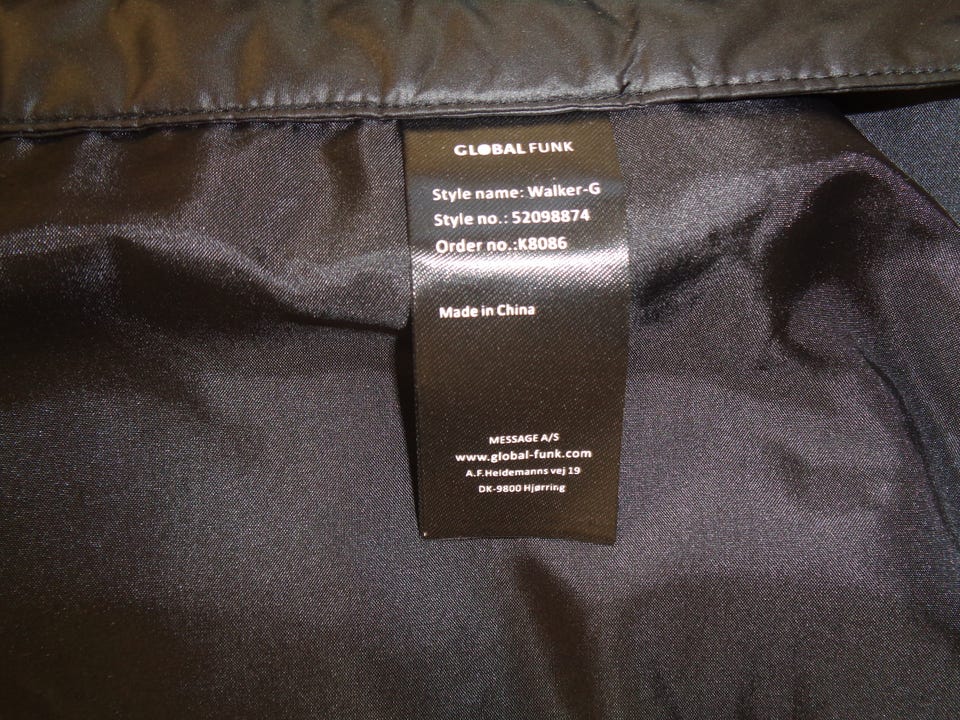 GLOBAL FUNK
Style name: Walker-G
Style no.: 52098874
Order no.:K8086
Made in China
MESSAGE A/S
www.global-funk.com
A.F.Heidemanns vej 19
DK-9800 Hjørring